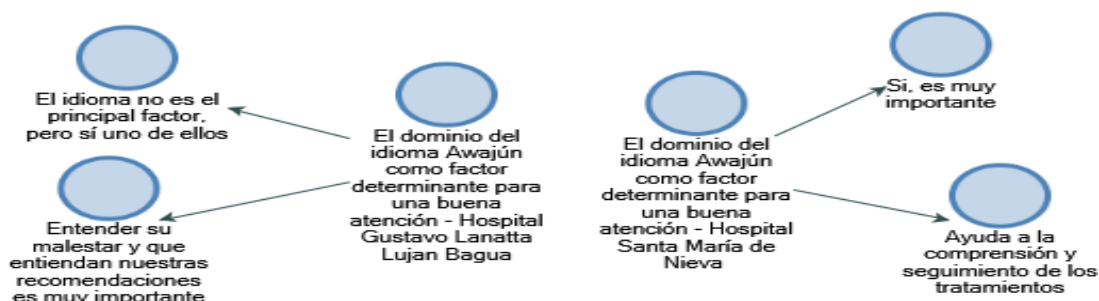 El idioma no es el
principal factor,
pero sí uno de ellos
Entender su
malestar y que
entiendan nuestras
recomendaciones
es muy importante
El dominio del
idioma Awajún
como factor
determinante para
una buena
atención - Hospital
Gustavo Lanatta
Lujan Bagua
El dominio del
idioma Awajún
como factor
determinante para
una buena
atención - Hospital
Santa María de
Nieva
Si, es muy
importante
Ayuda a la
comprensión y
seguimiento de los
tratamientos